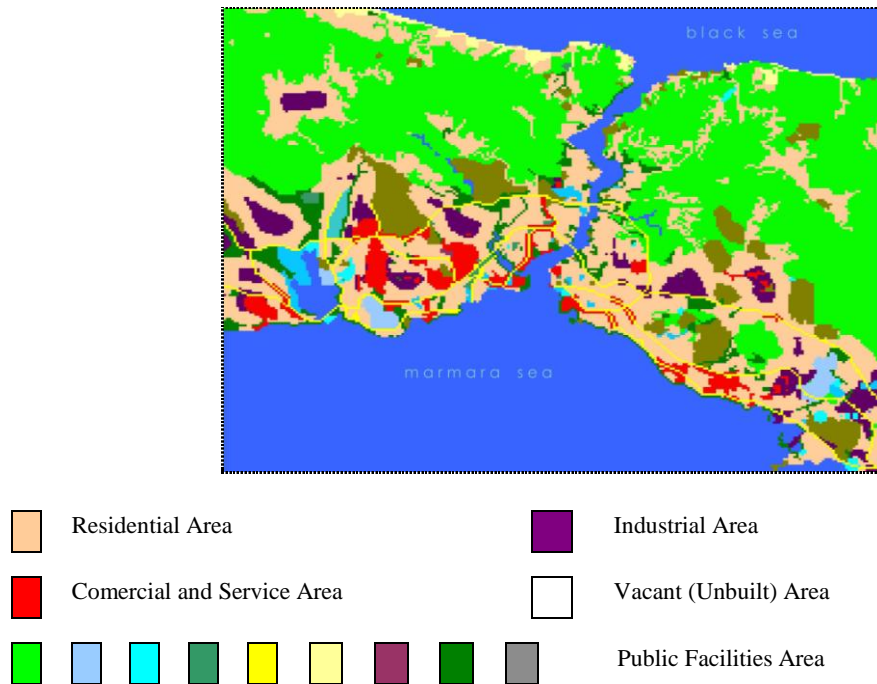 black sea
marmara sea
Residential Area
Industrial Area
Comercial and Service Area
Vacant (Unbuilt) Area
Public Facilities Area